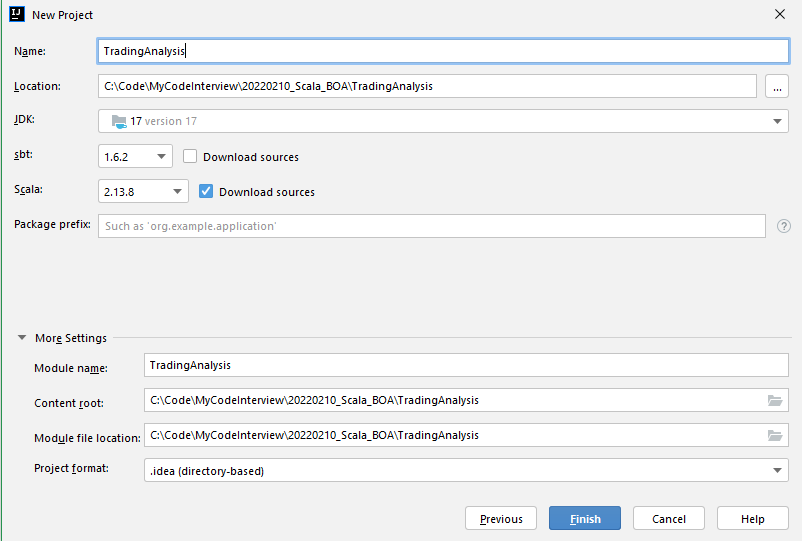 New Project
Name: TradingAnalysis
Location: C:\Code\MyCodeInterview\20220210_Scala_BOA\TradingAnalysis ...
JDK: 17 version 17
sbt: 1.6.2 Download sources
Scala: 2.13.8 Download sources
Package prefix: Such as 'org.example.application' ?
More Settings
Module name: TradingAnalysis
Content root: C:\Code\MyCodeInterview\20220210_Scala_BOA\TradingAnalysis
Module file location: C:\Code\MyCodeInterview\20220210_Scala_BOA\TradingAnalysis
Project format: .idea (directory-based)
Previous Finish Cancel Help